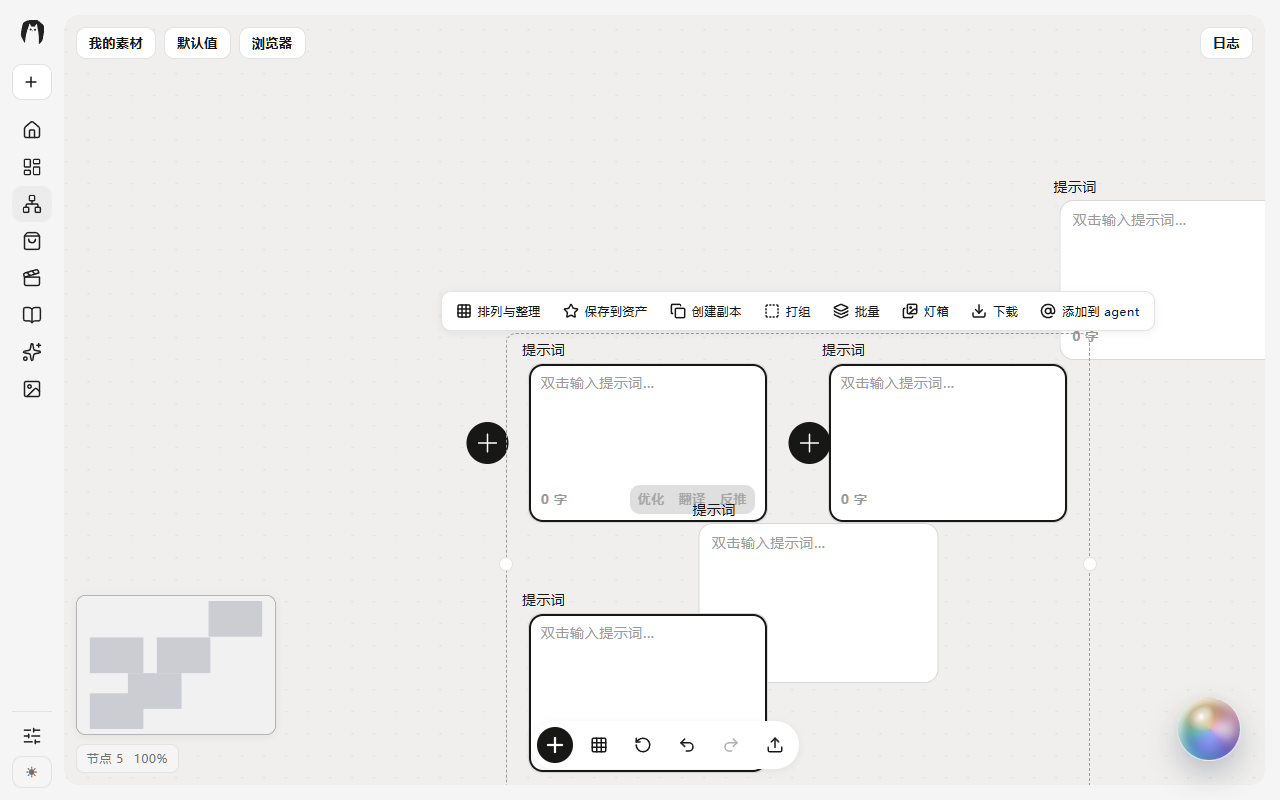 我的素材
默认值
浏览器
日志
提示词
双击输入提示词...
0 字
排列与整理
保存到资产
创建副本
打组
批量
灯箱
下载
添加到 agent
提示词
双击输入提示词...
0 字
优化
翻译
反推
提示词
双击输入提示词...
0 字
提示词
双击输入提示词...
提示词
双击输入提示词...
节点 5
100%